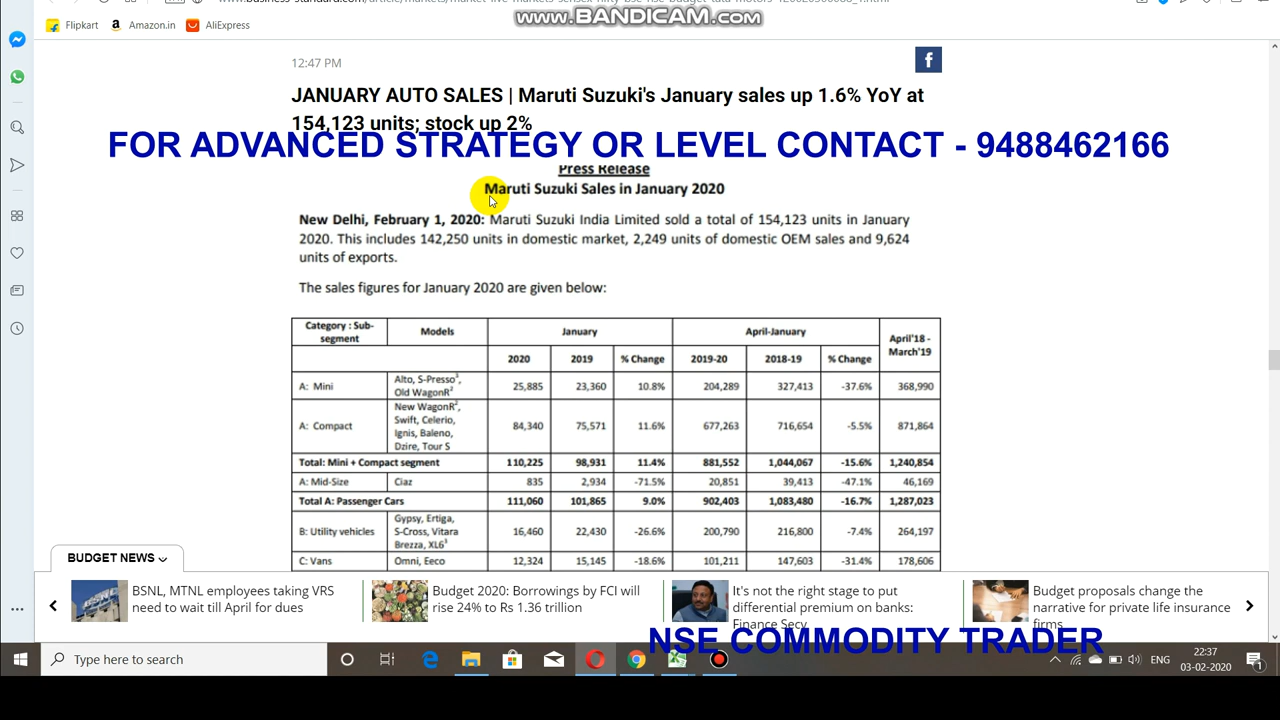 www.BANDICAM.com
Flipkart
Amazon.in
AliExpress
12:47 PM
JANUARY AUTO SALES | Maruti Suzuki's January sales up 1.6% YoY at
154,123 units; stock up 2%
FOR ADVANCED STRATEGY OR LEVEL CONTACT - 9488462166
Press Release
Maruti Suzuki Sales in January 2020
New Delhi, February 1, 2020: Maruti Suzuki India Limited sold a total of 154,123 units in January
2020. This includes 142,250 units in domestic market, 2,249 units of domestic OEM sales and 9,624
units of exports.
The sales figures for January 2020 are given below:
Category : Sub-segment Models January April-January April'18 - March'19
2020 2019 % Change 2019-20 2018-19 % Change
A: Mini Alto, S-Presso³, Old WagonR² 25,885 23,360 10.8% 204,289 327,413 -37.6% 368,990
A: Compact New WagonR², Swift, Celerio, Ignis, Baleno, Dzire, Tour S 84,340 75,571 11.6% 677,263 716,654 -5.5% 871,864
Total: Mini + Compact segment 110,225 98,931 11.4% 881,552 1,044,067 -15.6% 1,240,854
A: Mid-Size Ciaz 835 2,934 -71.5% 20,851 39,413 -47.1% 46,169
Total A: Passenger Cars 111,060 101,865 9.0% 902,403 1,083,480 -16.7% 1,287,023
B: Utility vehicles Gypsy, Ertiga, S-Cross, Vitara Brezza, XL6³ 16,460 22,430 -26.6% 200,790 216,800 -7.4% 264,197
C: Vans Omni, Eeco 12,324 15,145 -18.6% 101,211 147,603 -31.4% 178,606
BUDGET NEWS
BSNL, MTNL employees taking VRS
need to wait till April for dues
Budget 2020: Borrowings by FCI will
rise 24% to Rs 1.36 trillion
It's not the right stage to put
differential premium on banks:
Finance Secy
Budget proposals change the
narrative for private life insurance
firms
NSE COMMODITY TRADER
Type here to search
ENG
22:37
03-02-2020
1